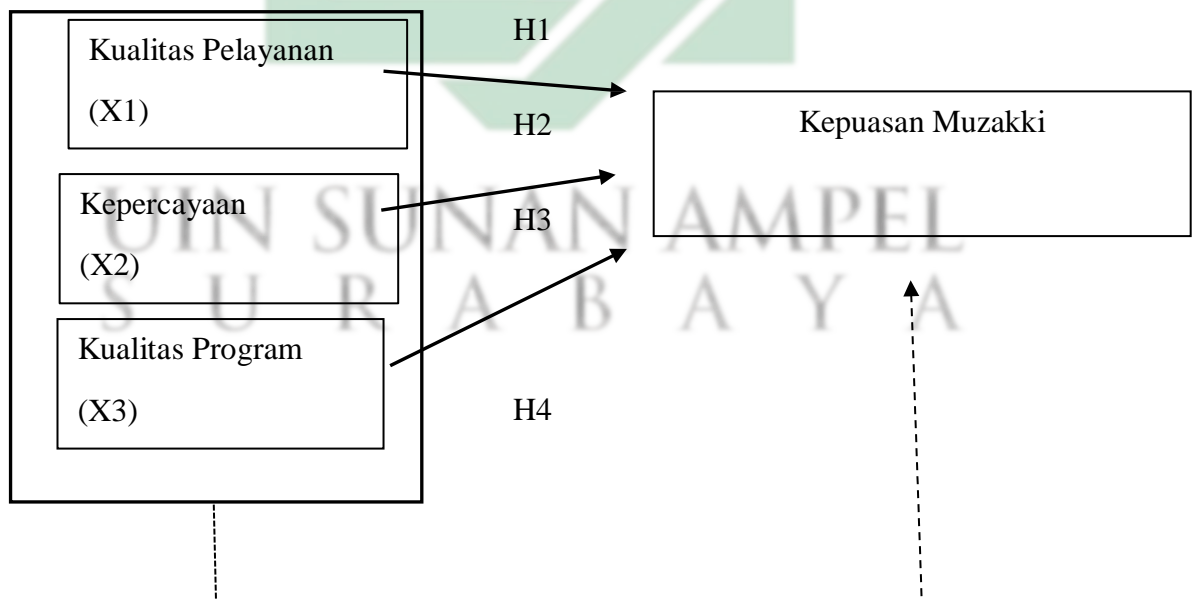 H1
Kualitas Pelayanan
(X1)
H2
Kepuasan Muzakki
Kepercayaan
(X2)
H3
UIN SUNAN AMPEL
S U R A B A Y A
Kualitas Program
(X3)
H4